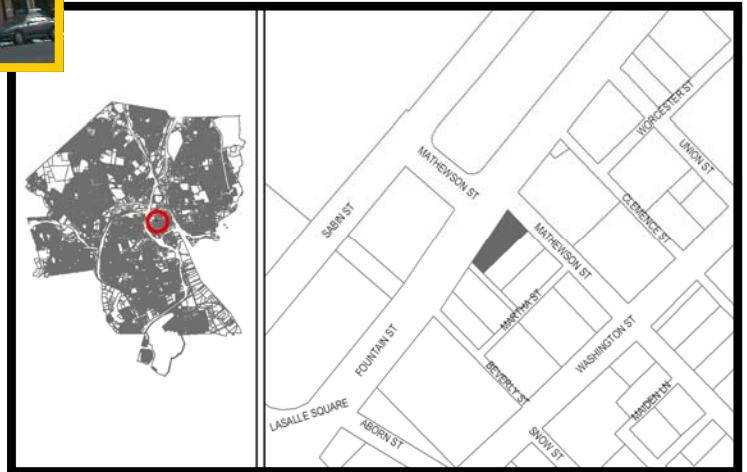 WORCESTER ST
UNION ST
MATHEWSON ST
CLEMENCE ST
SABIN ST
MATHEWSON ST
MARTHA ST
FOUNTAIN ST
WASHINGTON ST
BEVERLY ST
MAIDEN LN
LASALLE SQUARE
ABORN ST
SNOW ST